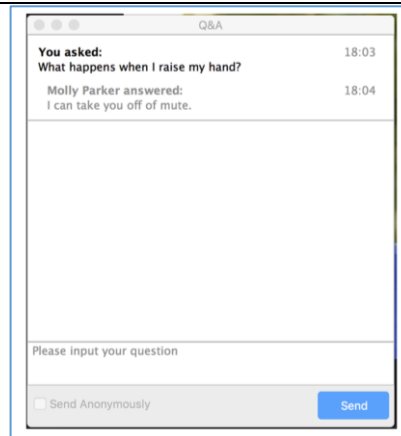 Q&A
You asked: 18:03
What happens when I raise my hand?
Molly Parker answered: 18:04
I can take you off of mute.
Please input your question
Send Anonymously
Send